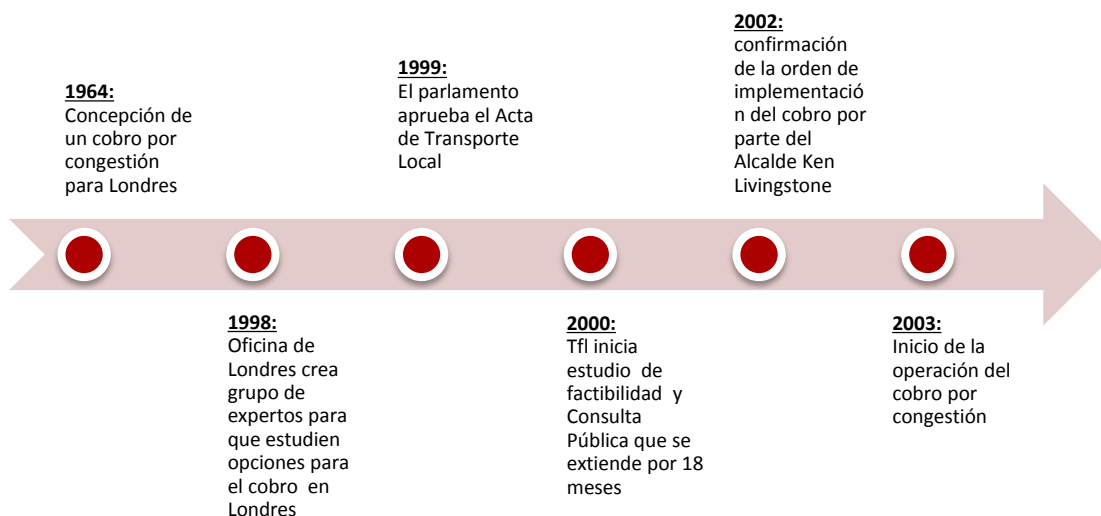 1964:
Concepción de
un cobro por
congestión
para Londres
1998:
Oficina de
Londres crea
grupo de
expertos para
que estudien
opciones para
el cobro  en
Londres
1999:
El parlamento
aprueba el Acta
de Transporte
Local
2000:
Tfl inicia
estudio  de
factibilidad  y
Consulta
Pública que se
extiende por 18
meses
2002:
confirmación
de la orden de
implementació
n del cobro por
parte del
Alcalde Ken
Livingstone
2003:
Inicio de la
operación del
cobro por
congestión